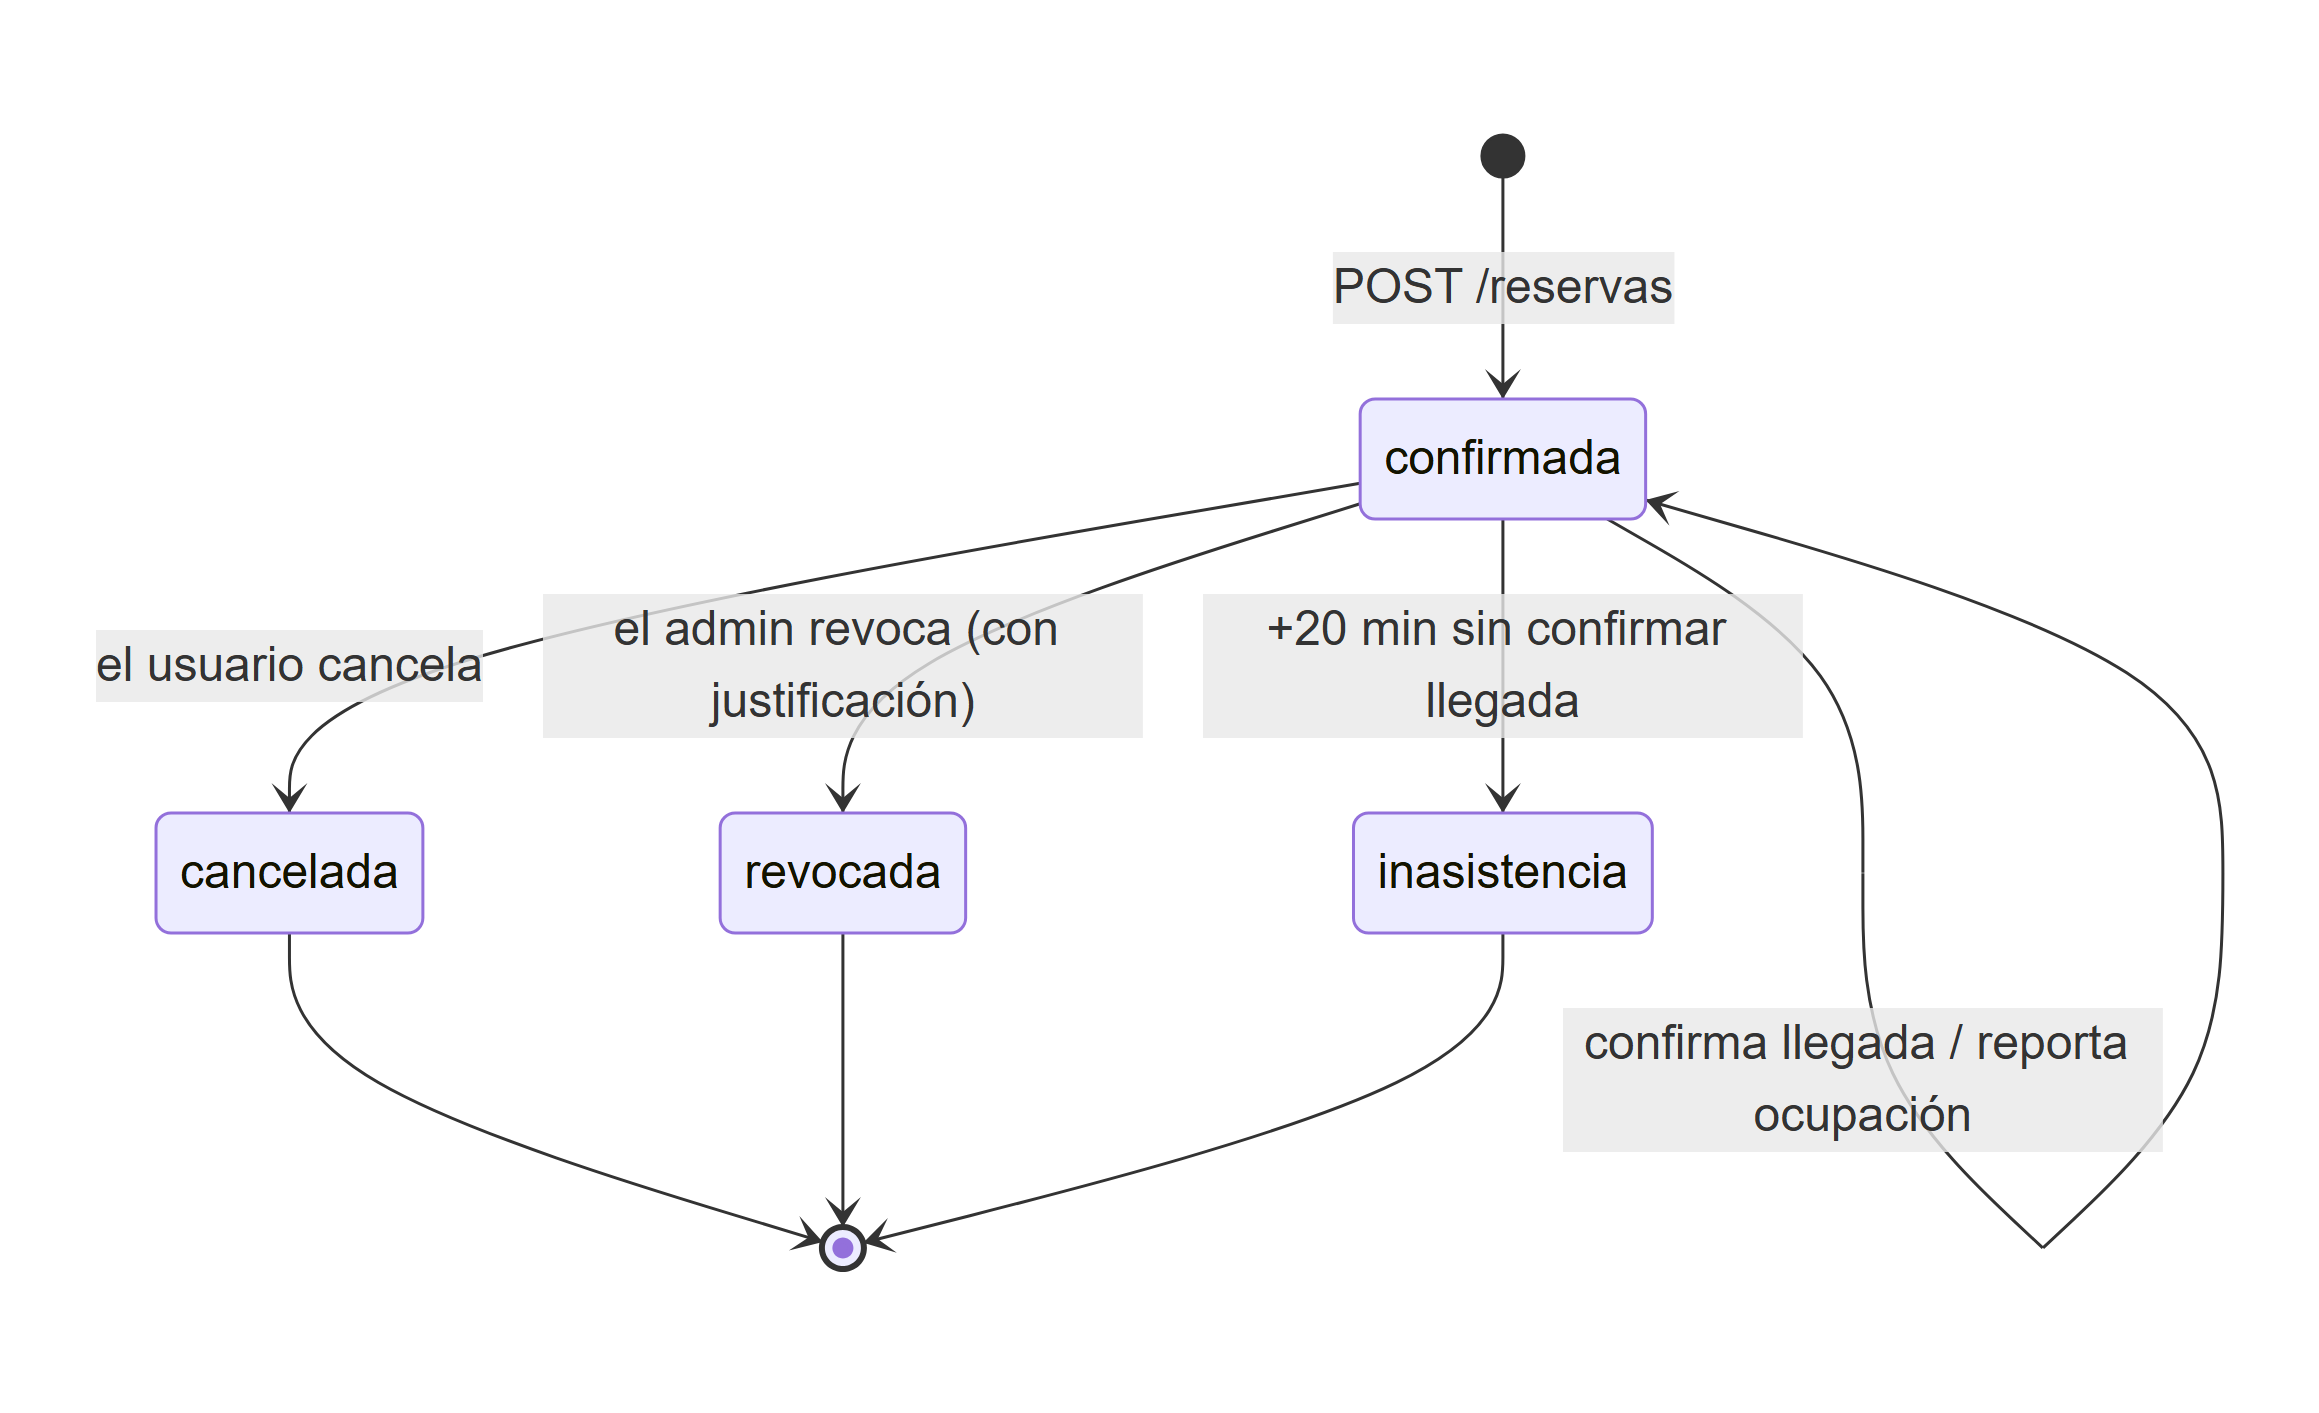 POST /reservas
confirmada
el usuario cancela
el admin revoca (con
justificación)
+20 min sin confirmar
llegada
cancelada
revocada
inasistencia
confirma llegada / reporta
ocupación